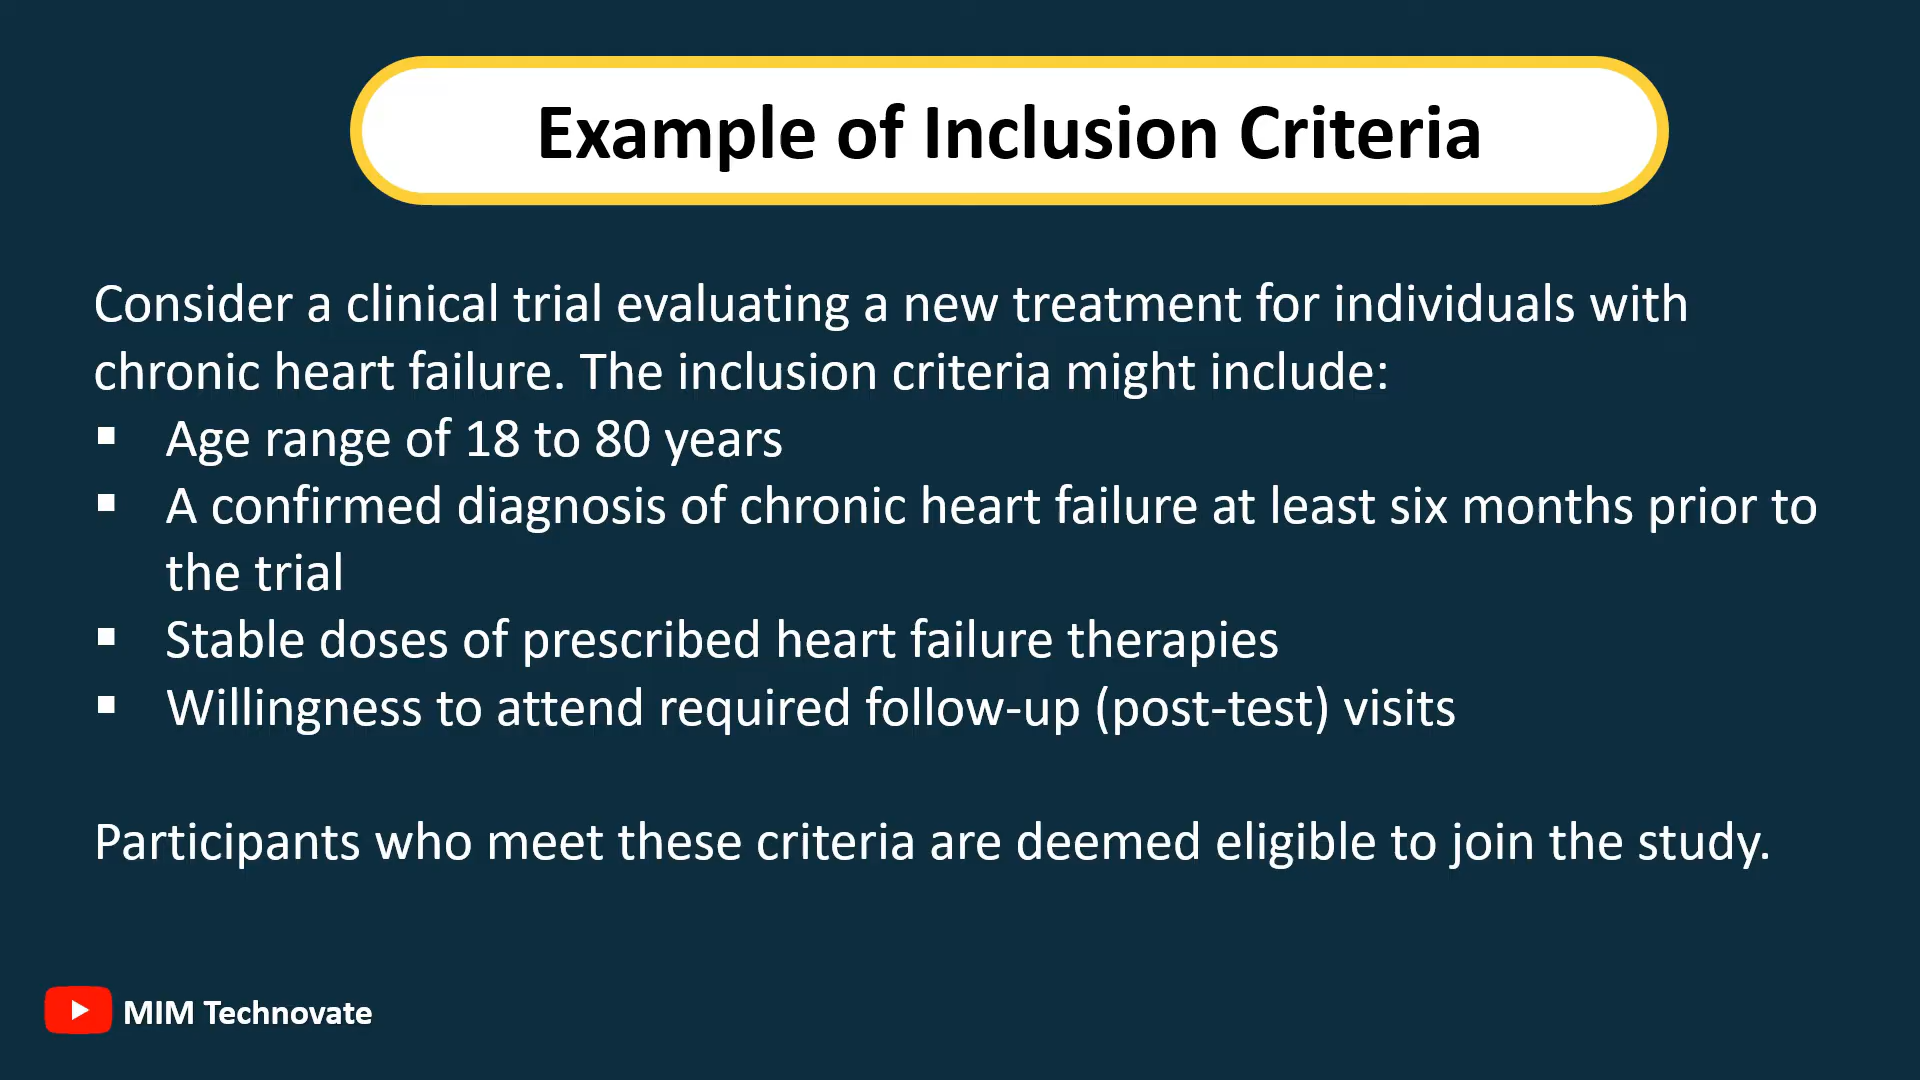 Example of Inclusion Criteria
Consider a clinical trial evaluating a new treatment for individuals with
chronic heart failure. The inclusion criteria might include:
▪ Age range of 18 to 80 years
▪ A confirmed diagnosis of chronic heart failure at least six months prior to
the trial
▪ Stable doses of prescribed heart failure therapies
▪ Willingness to attend required follow-up (post-test) visits
Participants who meet these criteria are deemed eligible to join the study.
MIM Technovate